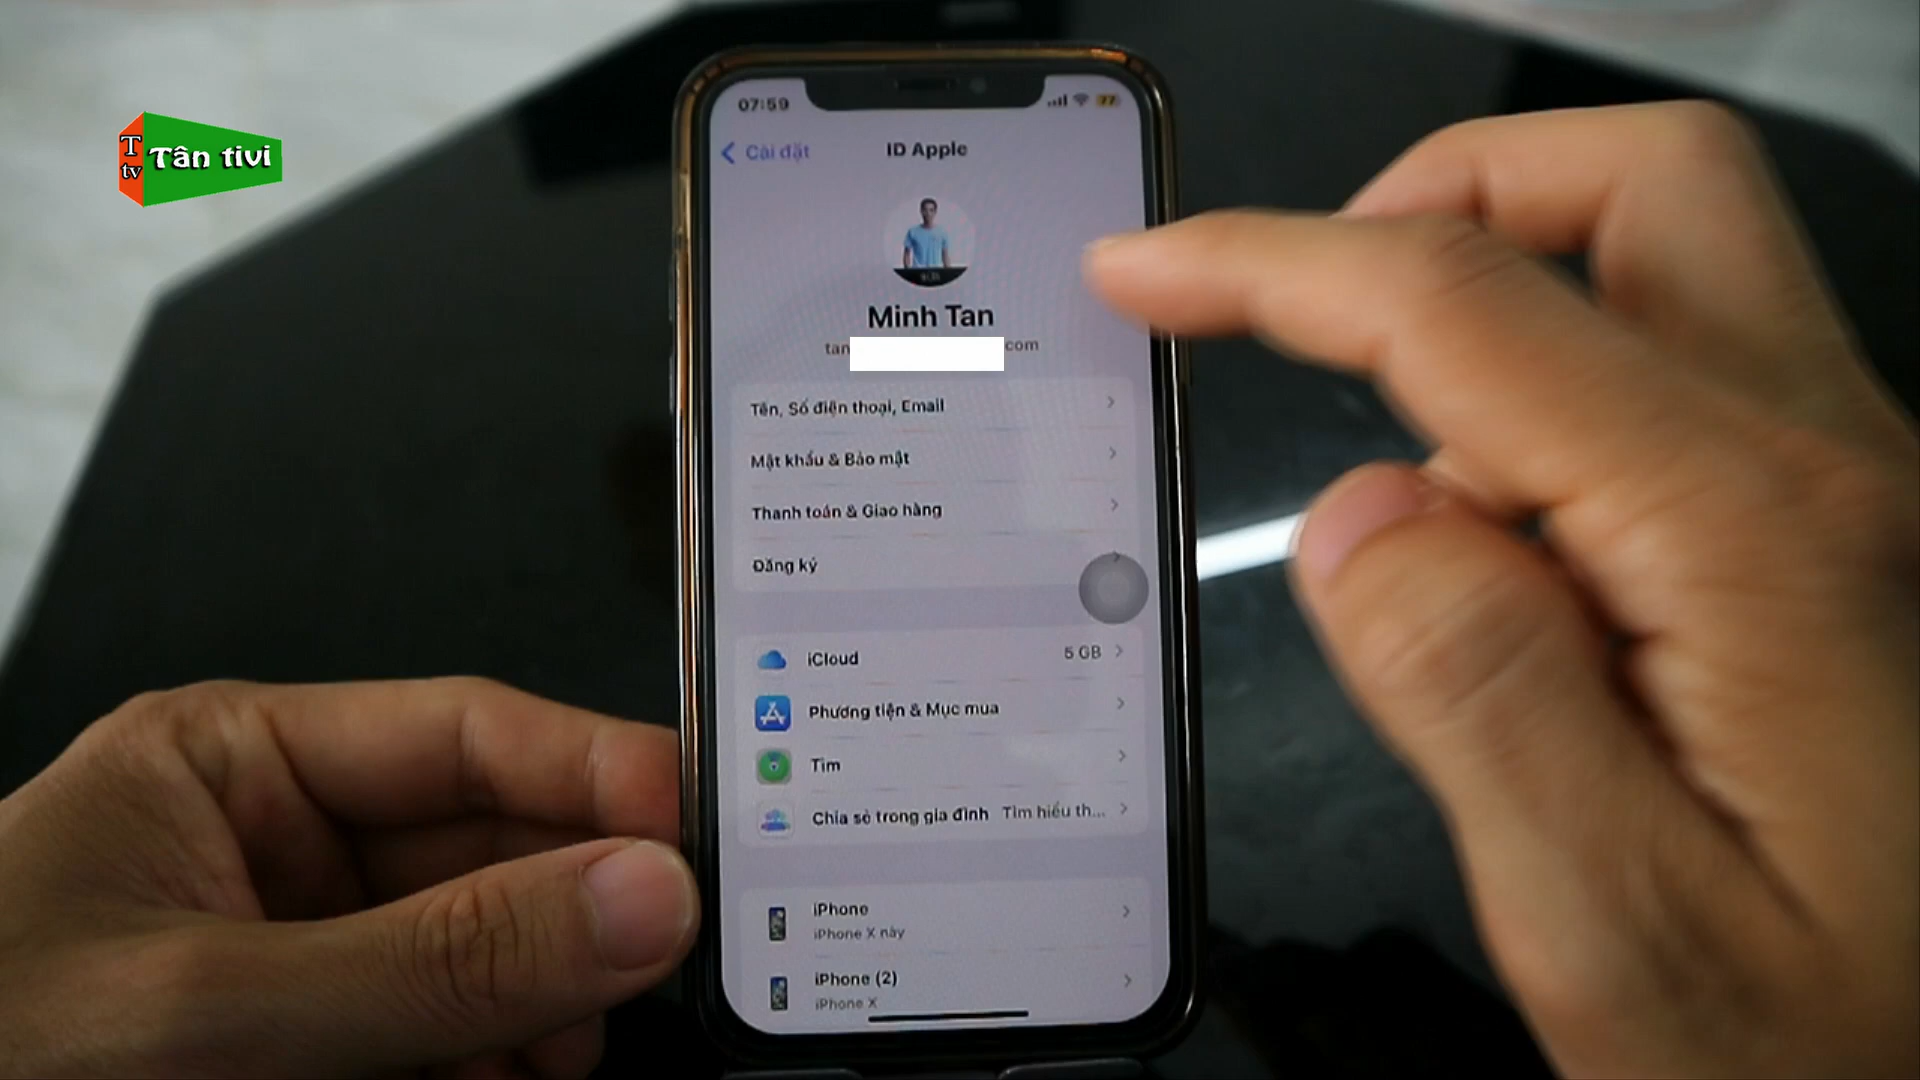 T
tv
Tân tivi
07:59
77
Cài đặt
ID Apple
Minh Tan
tan
com
Tên, Số điện thoại, Email
Mật khẩu & Bảo mật
Thanh toán & Giao hàng
Đăng ký
iCloud 5 GB
Phương tiện & Mục mua
Tìm
Chia sẻ trong gia đình Tìm hiểu th...
iPhone
iPhone X này
iPhone (2)
iPhone X